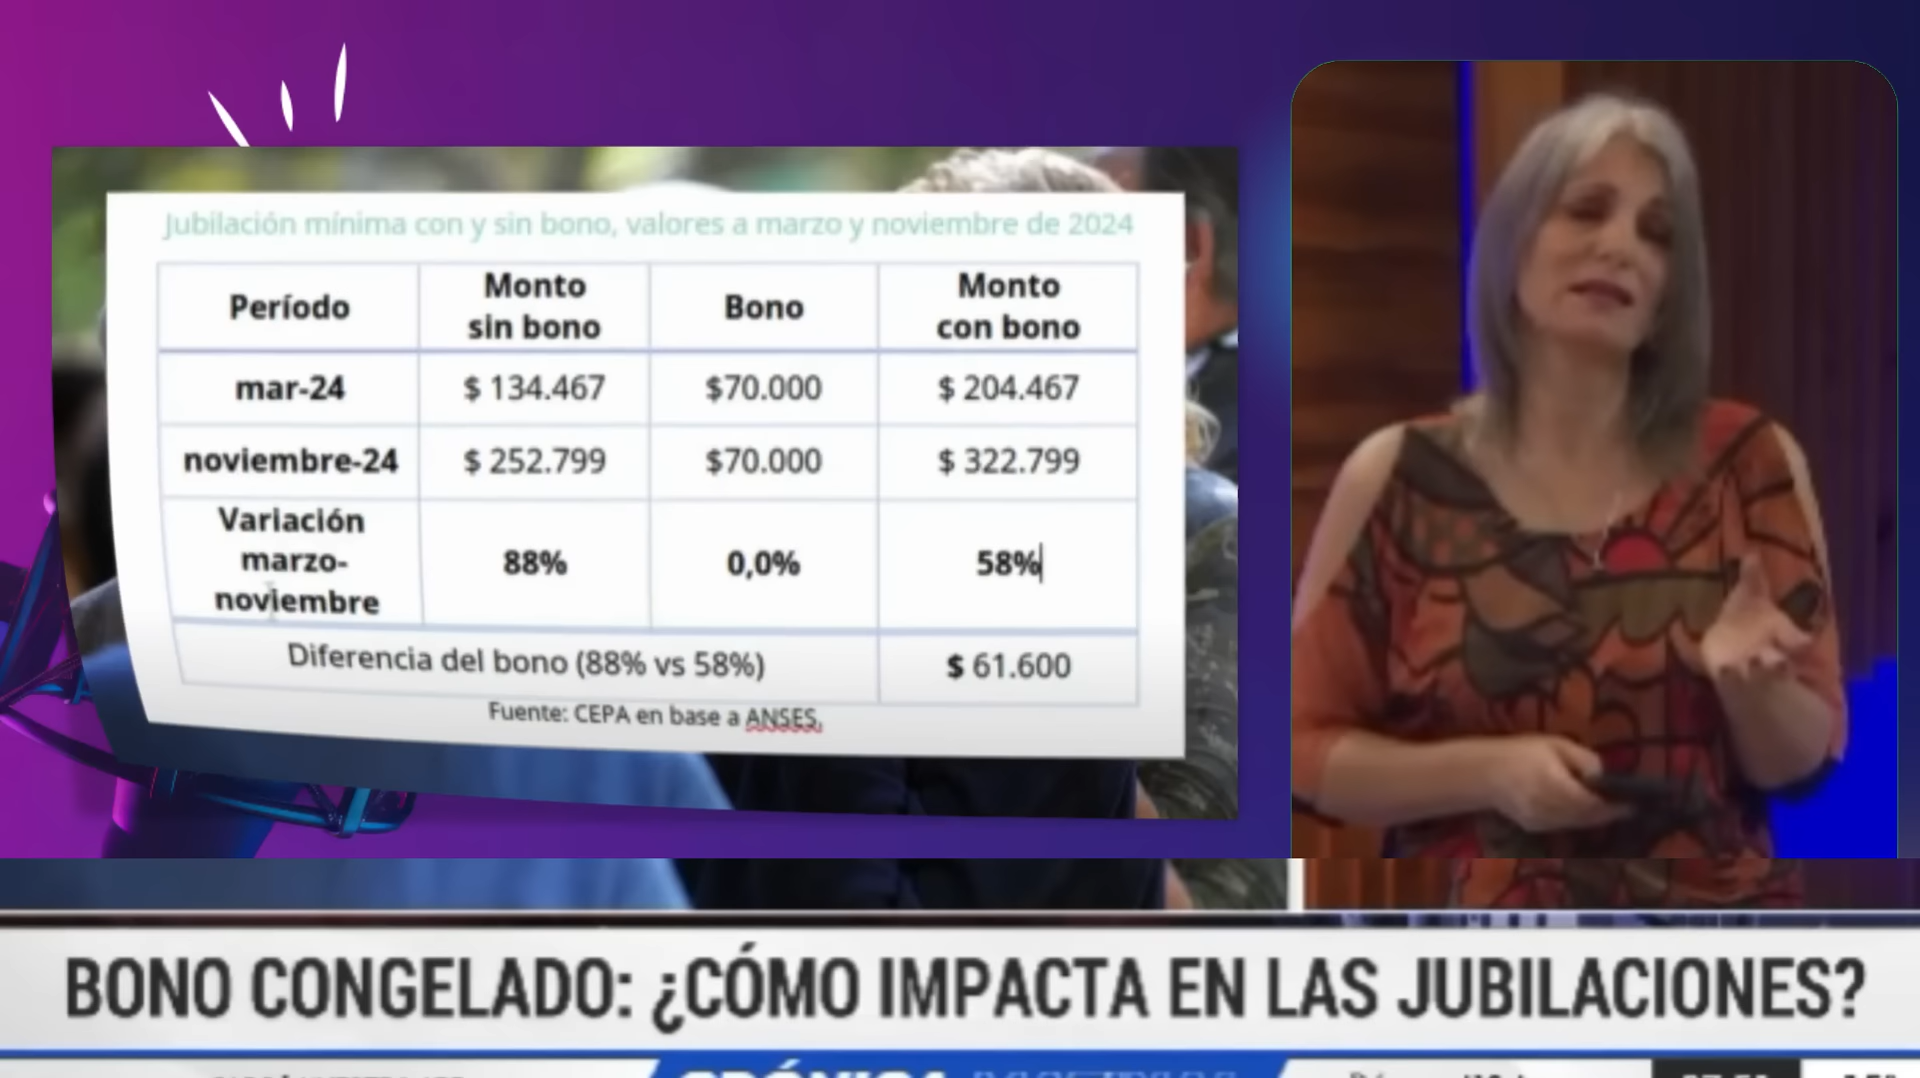 Jubilación mínima con y sin bono, valores a marzo y noviembre de 2024
Período
Monto
sin bono
Bono
Monto
con bono
mar-24
$ 134.467
$70.000
$ 204.467
noviembre-24
$ 252.799
$70.000
$ 322.799
Variación
marzo-
noviembre
88%
0,0%
58%
Diferencia del bono (88% vs 58%)
$ 61.600
Fuente: CEPA en base a ANSES.
BONO CONGELADO: ¿CÓMO IMPACTA EN LAS JUBILACIONES?
CRÓNICA